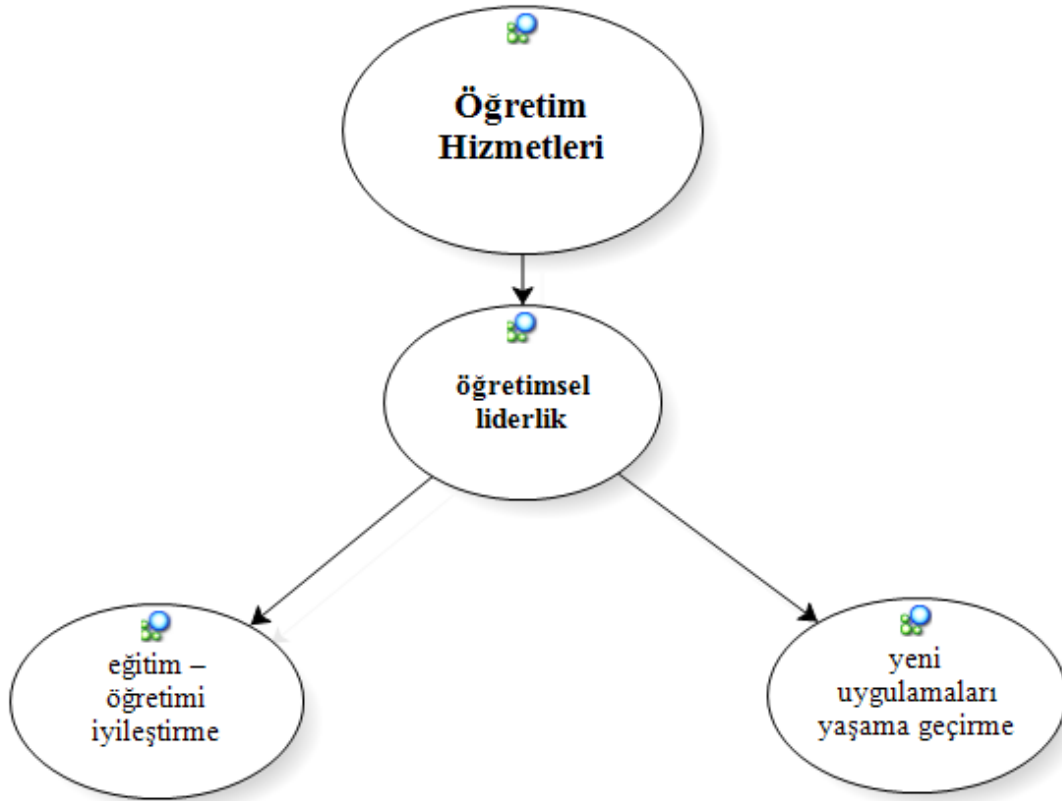 Öğretim
Hizmetleri
öğretimsel
liderlik
eğitim –
öğretimi
iyileştirme
yeni
uygulamaları
yaşama geçirme